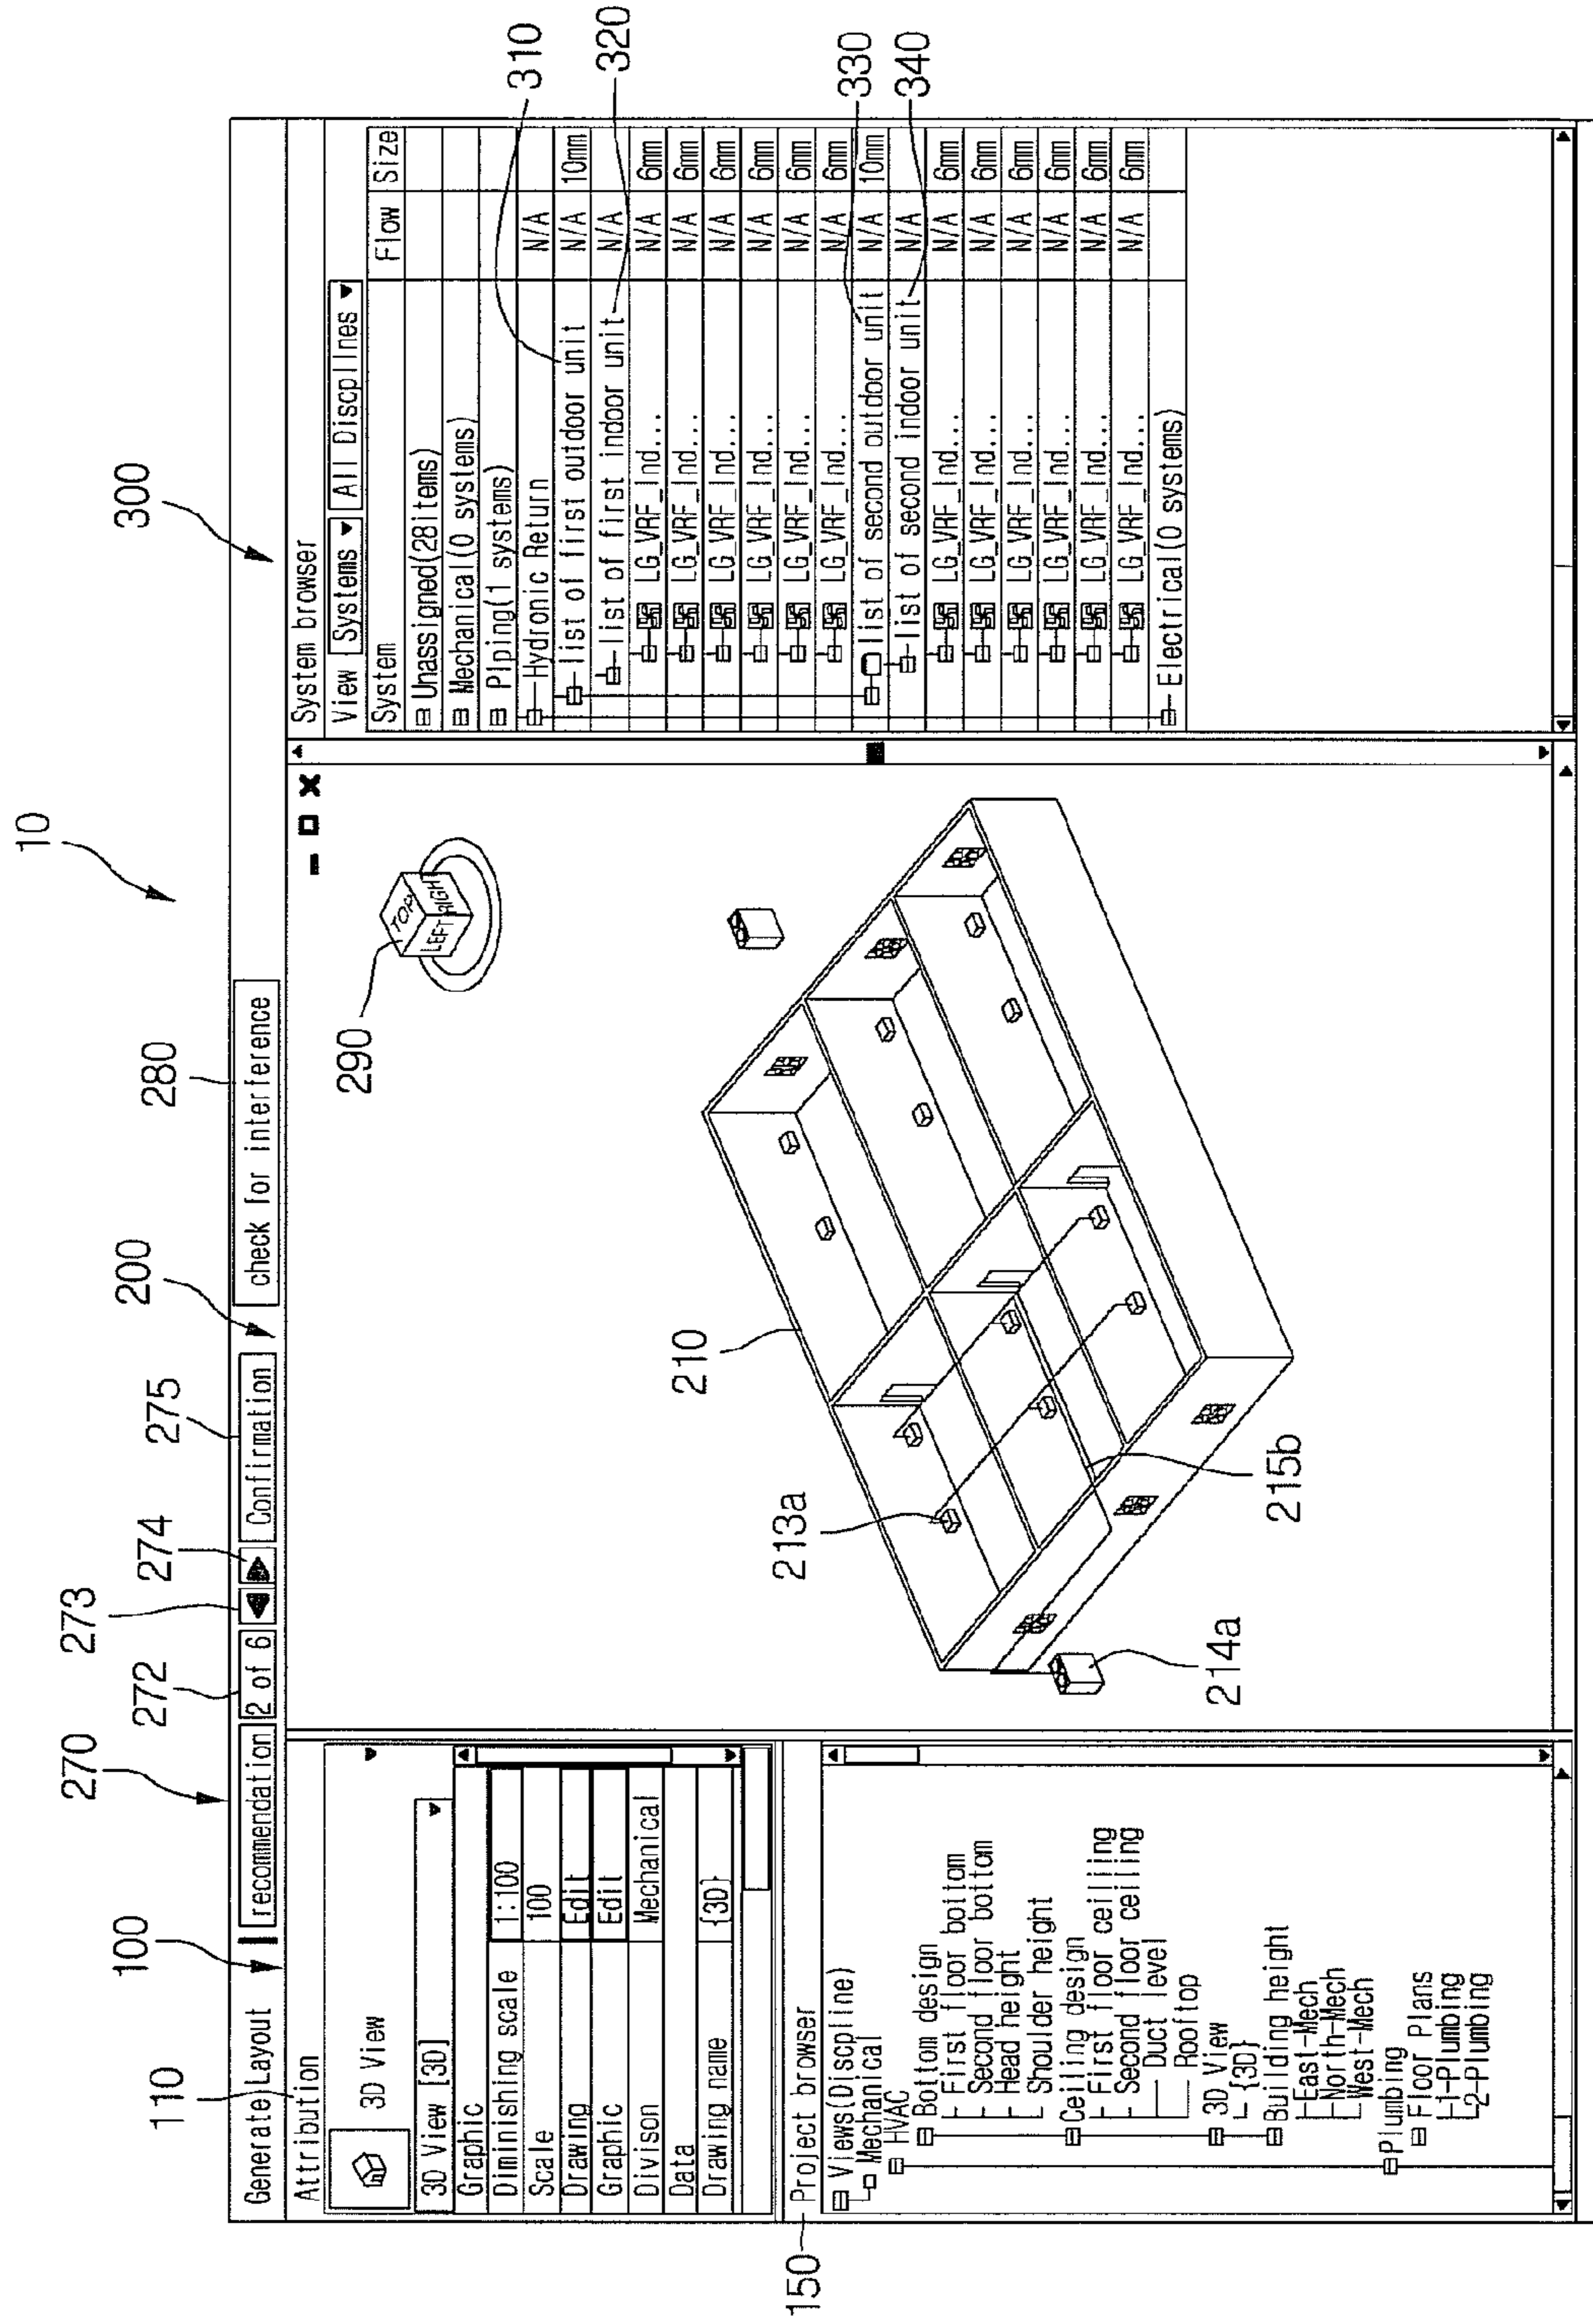 10
270
272
273
274
275
200
280
300
Generate Layout
recommendation
2 of 6
Confirmation
check for interference
100
110
Attribution
3D View
3D View [3D]
Graphic
Diminishing scale 1:100
Scale 100
Drawing Edit
Graphic Edit
Divison Mechanical
Data
Drawing name {3D}
150
Project browser
Views(Discpline)
Mechanical
HVAC
Bottom design
First floor bottom
Second floor bottom
Head height
Shoulder height
Ceiling design
First floor ceiling
Second floor ceiling
Duct level
Rooftop
3D View
{3D}
Building height
East-Mech
North-Mech
West-Mech
Plumbing
Floor Plans
1-Plumbing
2-Plumbing
290
TOP
LEFT
RIGH
210
213a
214a
215b
System browser
View Systems All Discplines
System Flow Size
Unassigned(28items)
Mechanical(0 systems)
Piping(1 systems)
Hydronic Return N/A
list of first outdoor unit N/A 10mm
list of first indoor unit N/A
LG_VRF_Ind... N/A 6mm
LG_VRF_Ind... N/A 6mm
LG_VRF_Ind... N/A 6mm
LG_VRF_Ind... N/A 6mm
LG_VRF_Ind... N/A 6mm
LG_VRF_Ind... N/A 6mm
list of second outdoor unit N/A 10mm
list of second indoor unit N/A
LG_VRF_Ind... N/A 6mm
LG_VRF_Ind... N/A 6mm
LG_VRF_Ind... N/A 6mm
LG_VRF_Ind... N/A 6mm
LG_VRF_Ind... N/A 6mm
LG_VRF_Ind... N/A 6mm
Electrical(0 systems)
310
320
330
340